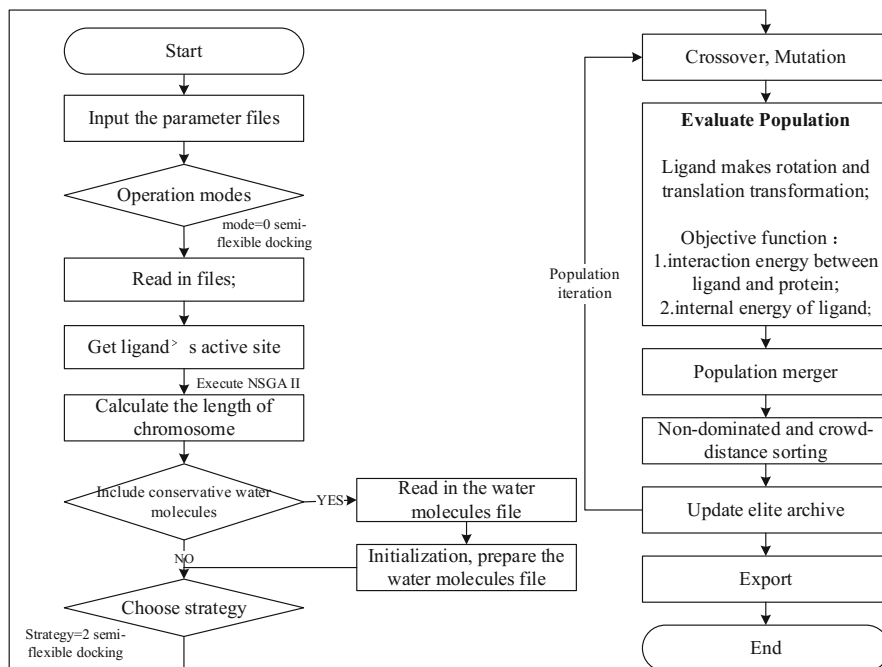 Start
Input the parameter files
Operation modes
mode=0 semi-
flexible docking
Read in files;
Get ligand> s active site
Execute NSGA II
Calculate the length of
chromosome
Include conservative water
molecules
YES
Read in the water
molecules file
Initialization, prepare the
water molecules file
NO
Choose strategy
Strategy=2 semi-
flexible docking
Crossover, Mutation
Evaluate Population
Ligand makes rotation and
translation transformation;
Objective function：
1.interaction energy between
ligand and protein;
2.internal energy of ligand;
Population
iteration
Population merger
Non-dominated and crowd-
distance sorting
Update elite archive
Export
End